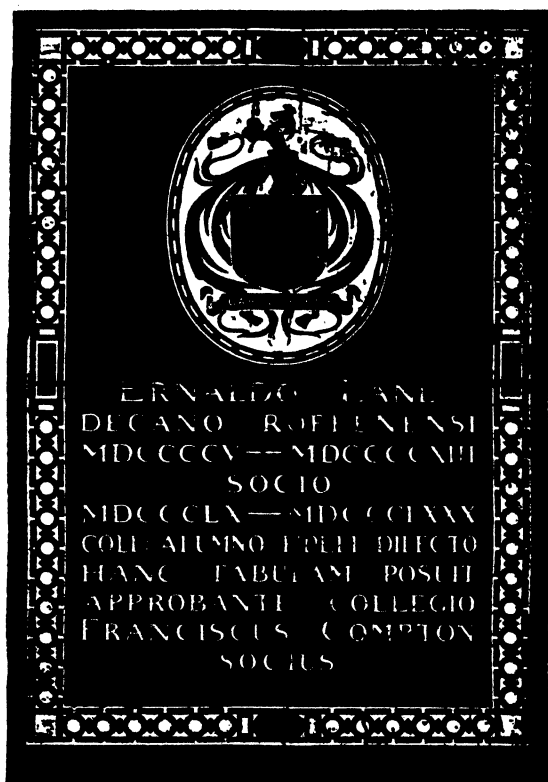 ERNALDO LANE
DECANO ROFFENENSI
MDCCCCV—MDCCCCXIII
SOCIO
MDCCCLX—MDCCCLXXX
COLL: ALUMNO DILECTO
HANC TABULAM POSUIT
APPROBANTE COLLEGIO
FRANCISCUS COMPTON
SOCIUS